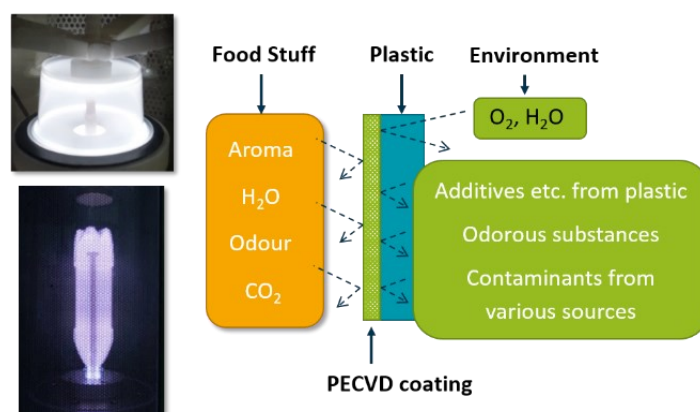 Food Stuff
Plastic
Environment
O₂, H₂O
Aroma
H₂O
Odour
CO₂
Additives etc. from plastic
Odorous substances
Contaminants from
various sources
PECVD coating